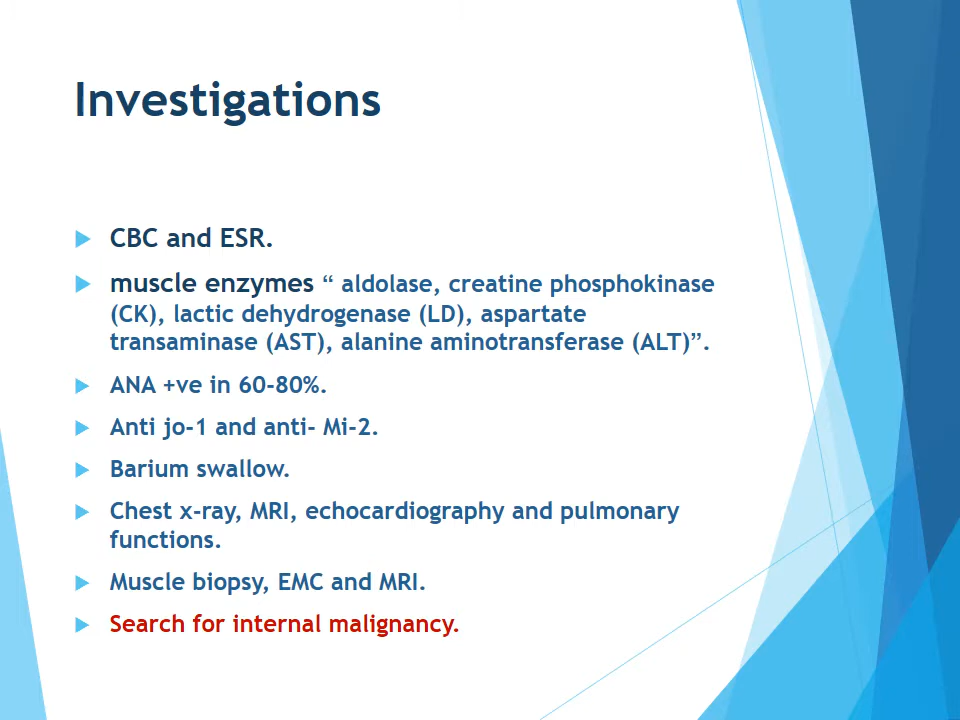 Investigations
CBC and ESR.
muscle enzymes “ aldolase, creatine phosphokinase
(CK), lactic dehydrogenase (LD), aspartate
transaminase (AST), alanine aminotransferase (ALT)”.
ANA +ve in 60-80%.
Anti jo-1 and anti- Mi-2.
Barium swallow.
Chest x-ray, MRI, echocardiography and pulmonary
functions.
Muscle biopsy, EMC and MRI.
Search for internal malignancy.